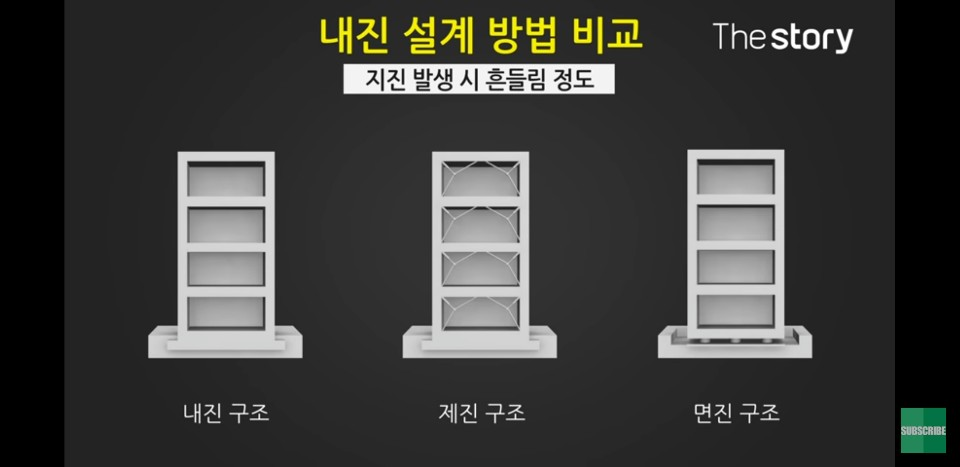 내진 설계 방법 비교
The story
지진 발생 시 흔들림 정도
내진 구조
제진 구조
면진 구조
SUBSCRIBE